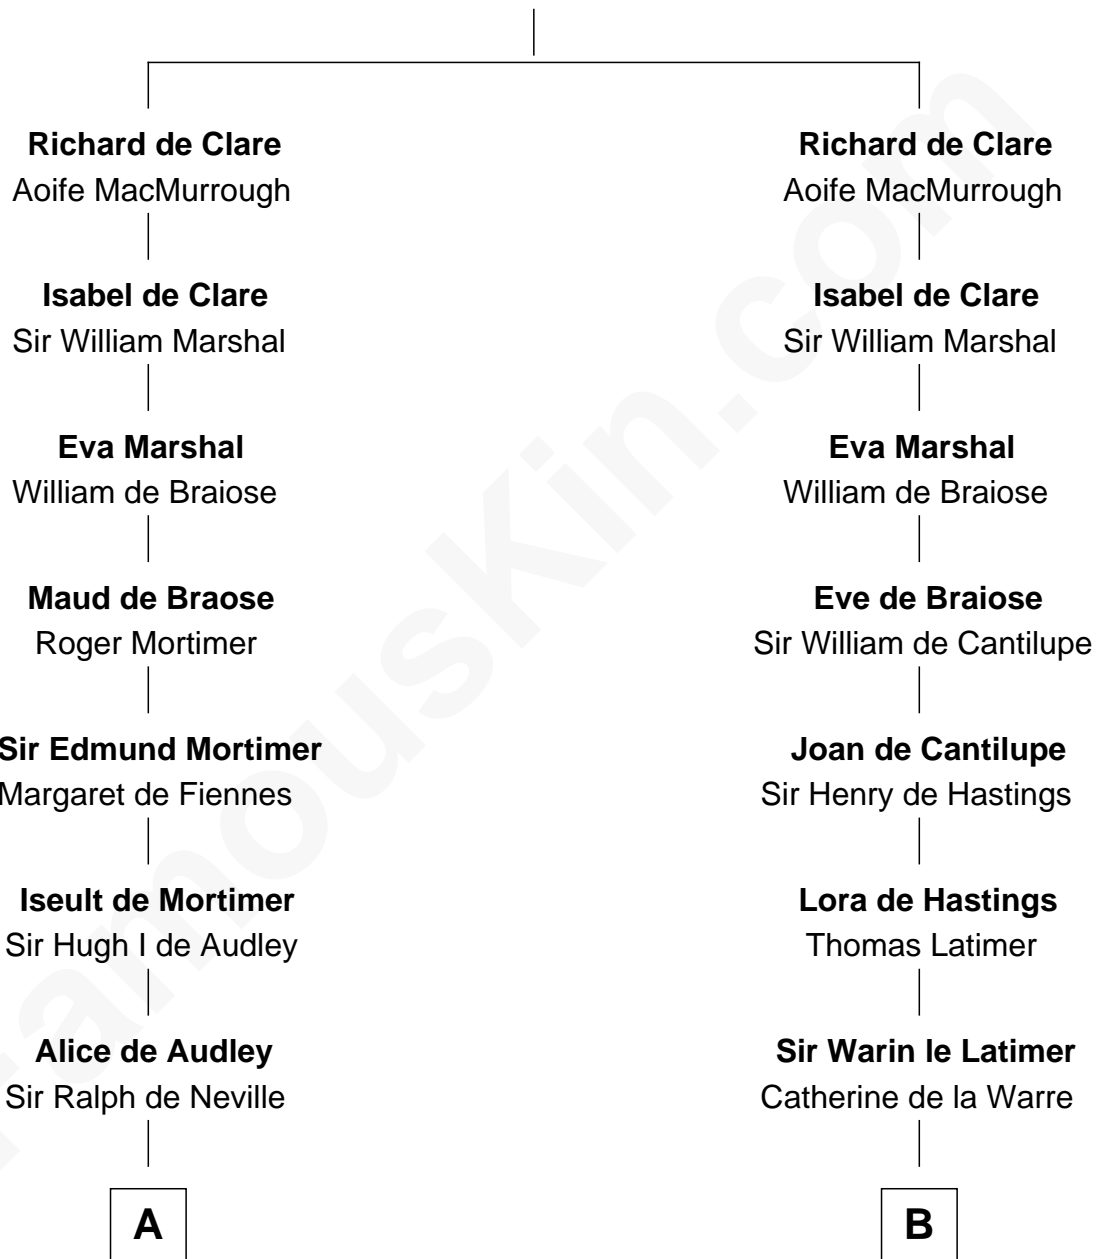 Richard de Clare
Aoife MacMurrough
Isabel de Clare
Sir William Marshal
Eva Marshal
William de Braiose
Maud de Braose
Roger Mortimer
Sir Edmund Mortimer
Margaret de Fiennes
Iseult de Mortimer
Sir Hugh I de Audley
Alice de Audley
Sir Ralph de Neville
A
Richard de Clare
Aoife MacMurrough
Isabel de Clare
Sir William Marshal
Eva Marshal
William de Braiose
Eve de Braiose
Sir William de Cantilupe
Joan de Cantilupe
Sir Henry de Hastings
Lora de Hastings
Thomas Latimer
Sir Warin le Latimer
Catherine de la Warre
B
FamousKin.com